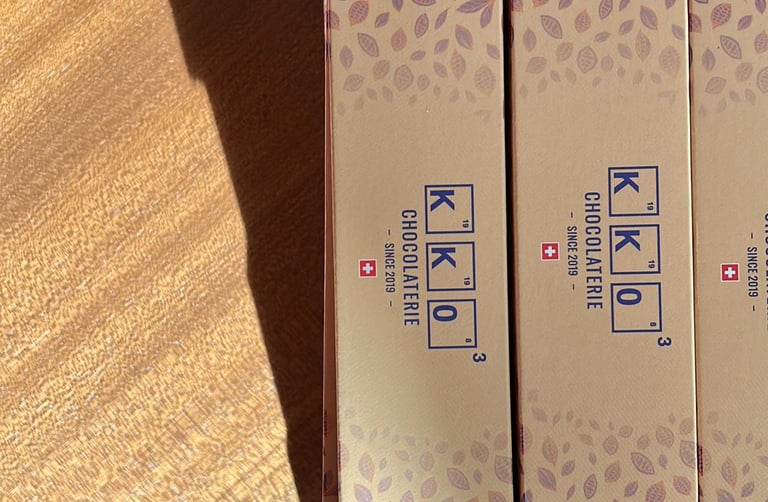 K 19 K 19 O 8 3
CHOCOLATERIE
– SINCE 2019 –
K 19 K 19 O 8 3
CHOCOLATERIE
– SINCE 2019 –
– SINCE 2019 –